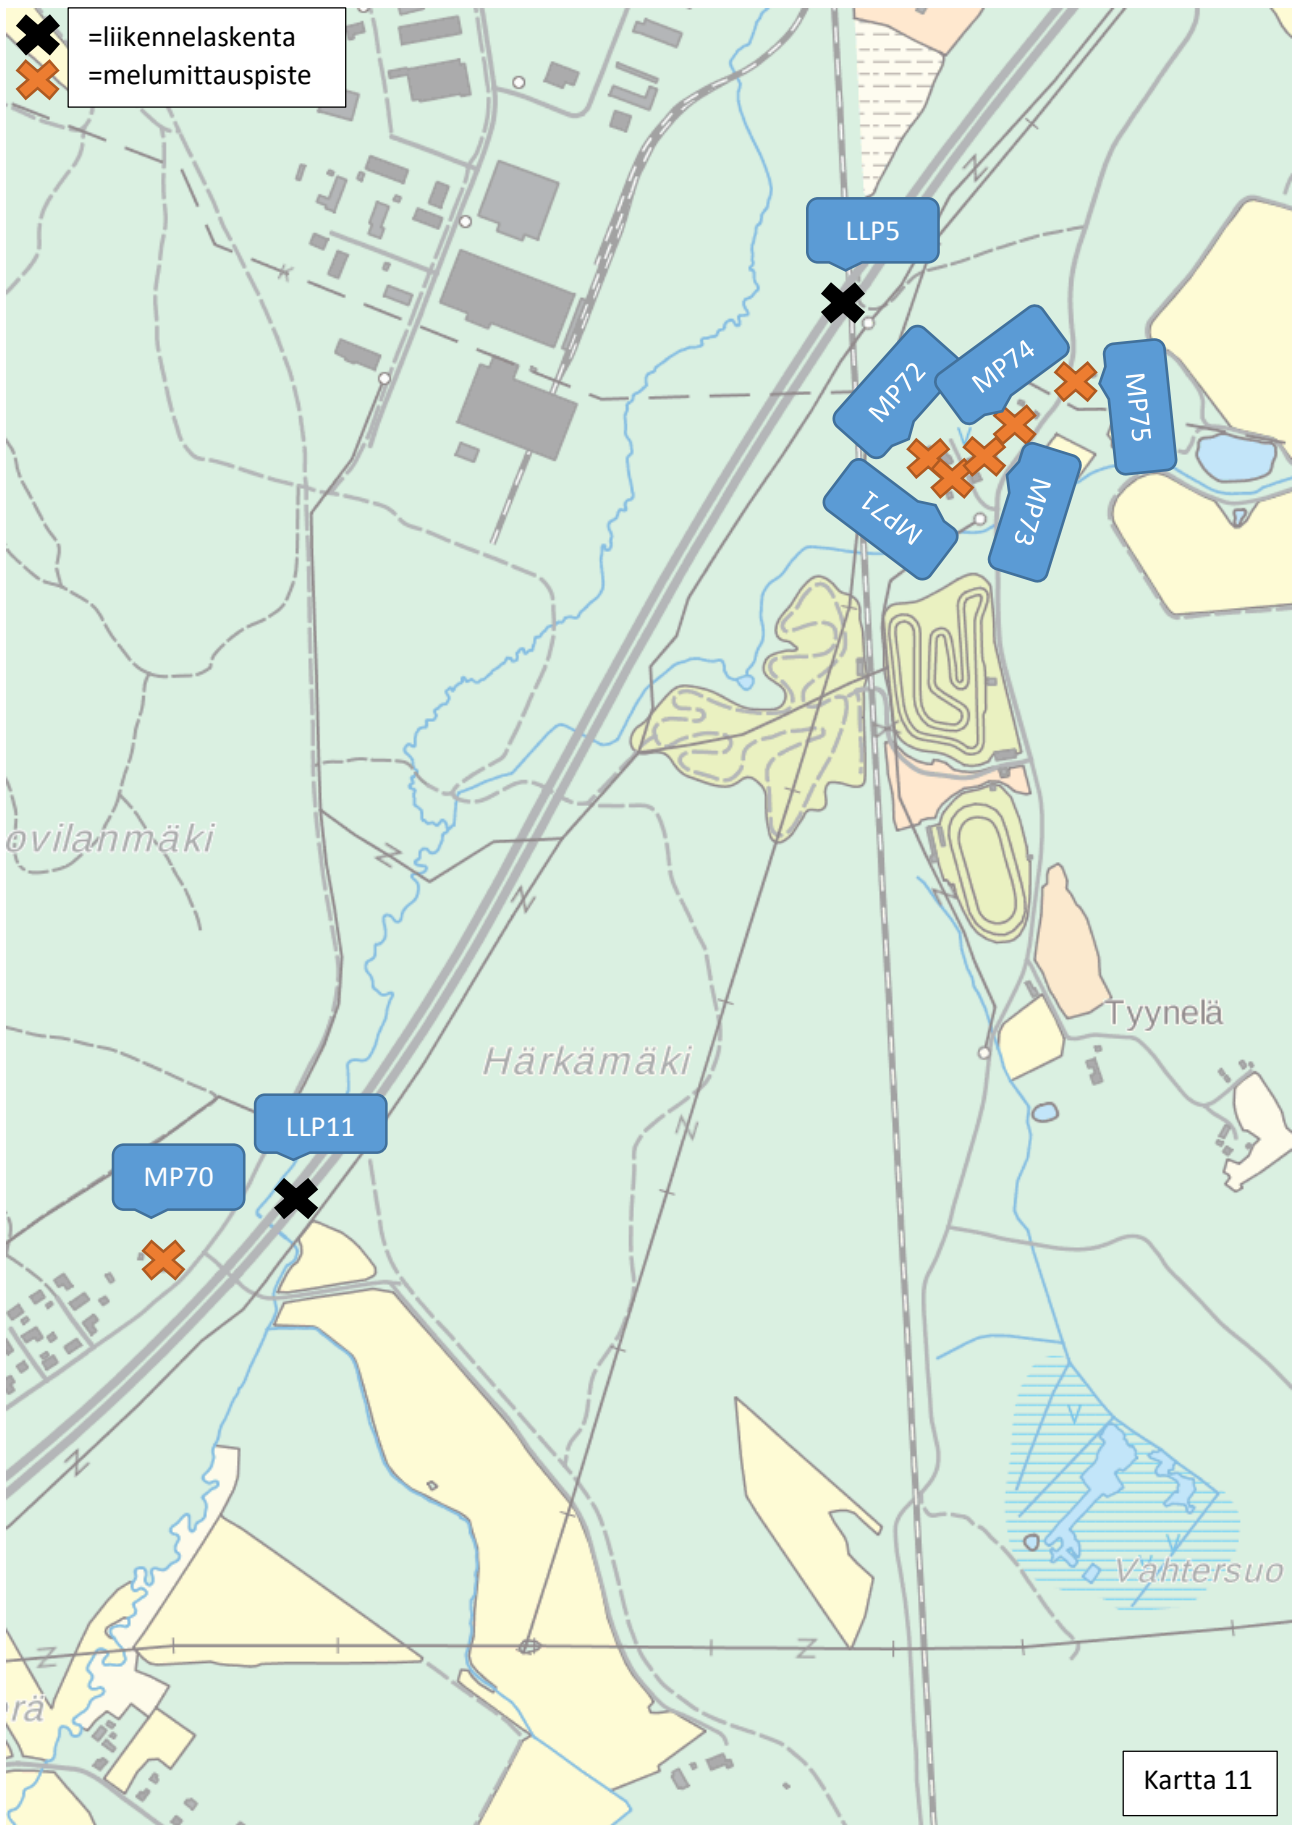 =liikennelaskenta
=melumittauspiste
LLP5
MP72
MP74
MP75
MP71
MP73
ovilanmäki
Tyynelä
Härkämäki
LLP11
MP70
Vahtersuo
rä
Kartta 11